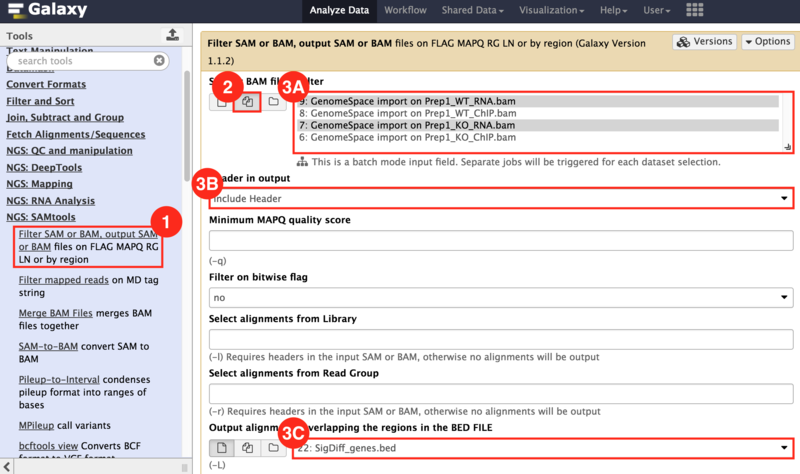 Galaxy
Analyze Data
Workflow
Shared Data
Visualization
Help
User
Tools
Text Manipulation
search tools
Convert Formats
Filter and Sort
Join, Subtract and Group
Fetch Alignments/Sequences
NGS: QC and manipulation
NGS: DeepTools
NGS: Mapping
NGS: RNA Analysis
NGS: SAMtools
1
Filter SAM or BAM, output SAM
or BAM files on FLAG MAPQ RG
LN or by region
Filter mapped reads on MD tag
string
Merge BAM Files merges BAM
files together
SAM-to-BAM convert SAM to
BAM
Pileup-to-Interval condenses
pileup format into ranges of
bases
MPileup call variants
bcftools view Converts BCF
format to VCF format
Filter SAM or BAM, output SAM or BAM files on FLAG MAPQ RG LN or by region (Galaxy Version
1.1.2)
Versions
Options
BAM file
filter
2
3A
9: GenomeSpace import on Prep1_WT_RNA.bam
8: GenomeSpace import on Prep1_WT_ChIP.bam
7: GenomeSpace import on Prep1_KO_RNA.bam
6: GenomeSpace import on Prep1_KO_ChIP.bam
This is a batch mode input field. Separate jobs will be triggered for each dataset selection.
Header in output
3B
Include Header
Minimum MAPQ quality score
(-q)
Filter on bitwise flag
no
Select alignments from Library
(-l) Requires headers in the input SAM or BAM, otherwise no alignments will be output
Select alignments from Read Group
(-r) Requires headers in the input SAM or BAM, otherwise no alignments will be output
Output alignments overlapping the regions in the BED FILE
3C
22: SigDiff_genes.bed
(-L)